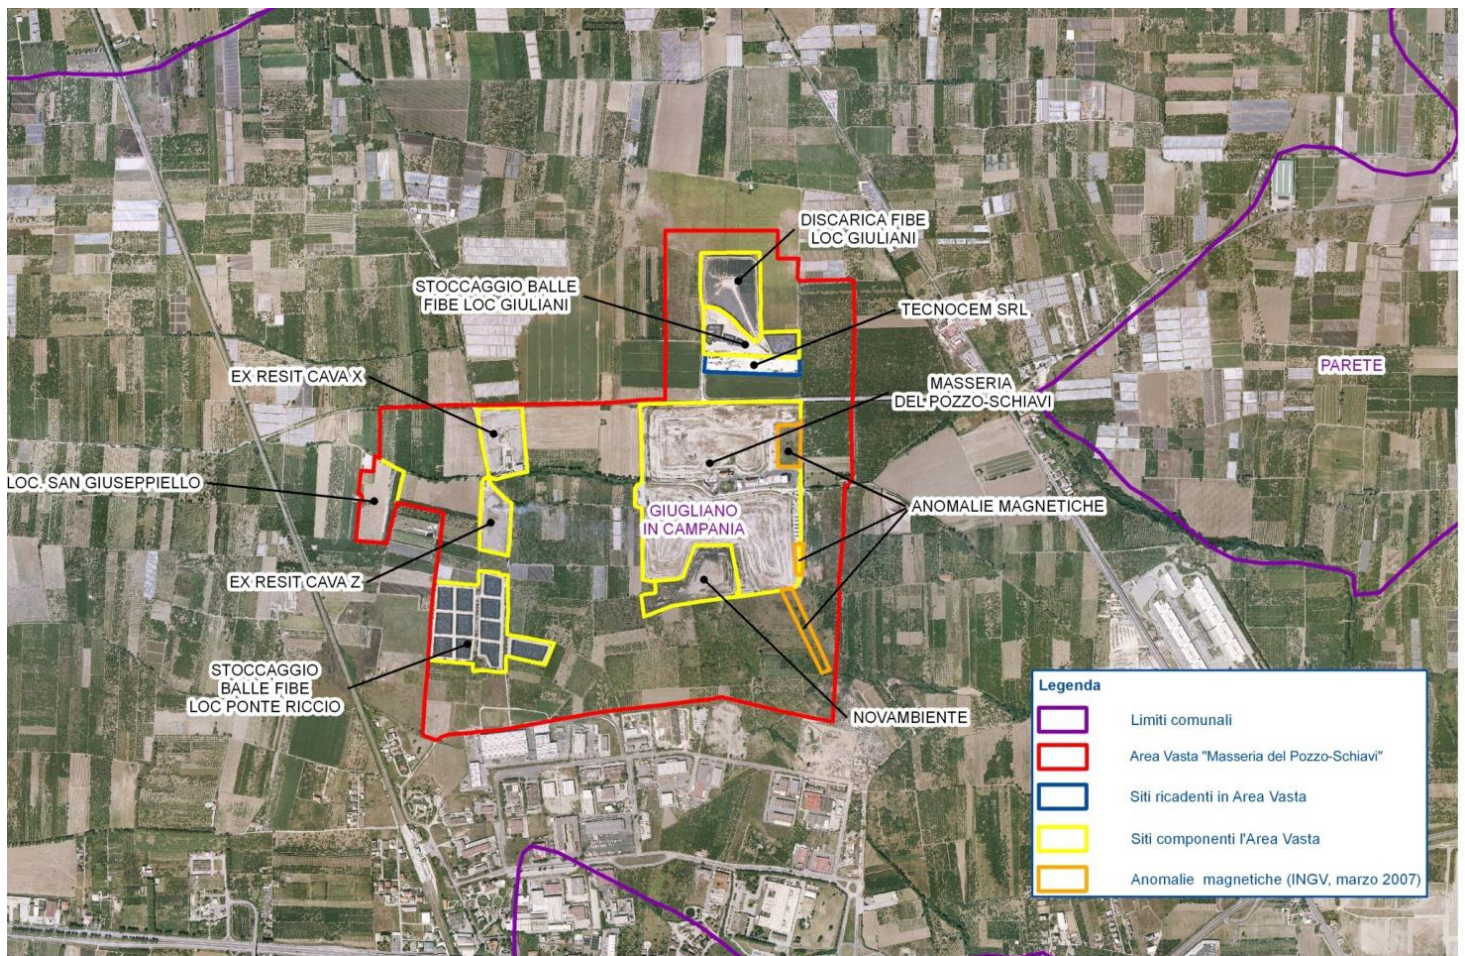 DISCARICA FIBE
LOC GIULIANI
STOCCAGGIO BALLE
FIBE LOC GIULIANI
TECNOCEM SRL
EX RESIT CAVA X
MASSERIA
DEL POZZO-SCHIAVI
PARETE
LOC. SAN GIUSEPPIELLO
GIUGLIANO
IN CAMPANIA
ANOMALIE MAGNETICHE
EX RESIT CAVA Z
STOCCAGGIO
BALLE FIBE
LOC PONTE RICCIO
NOVAMBIENTE
Legenda
Limiti comunali
Area Vasta "Masseria del Pozzo-Schiavi"
Siti ricadenti in Area Vasta
Siti componenti l'Area Vasta
Anomalie magnetiche (INGV, marzo 2007)